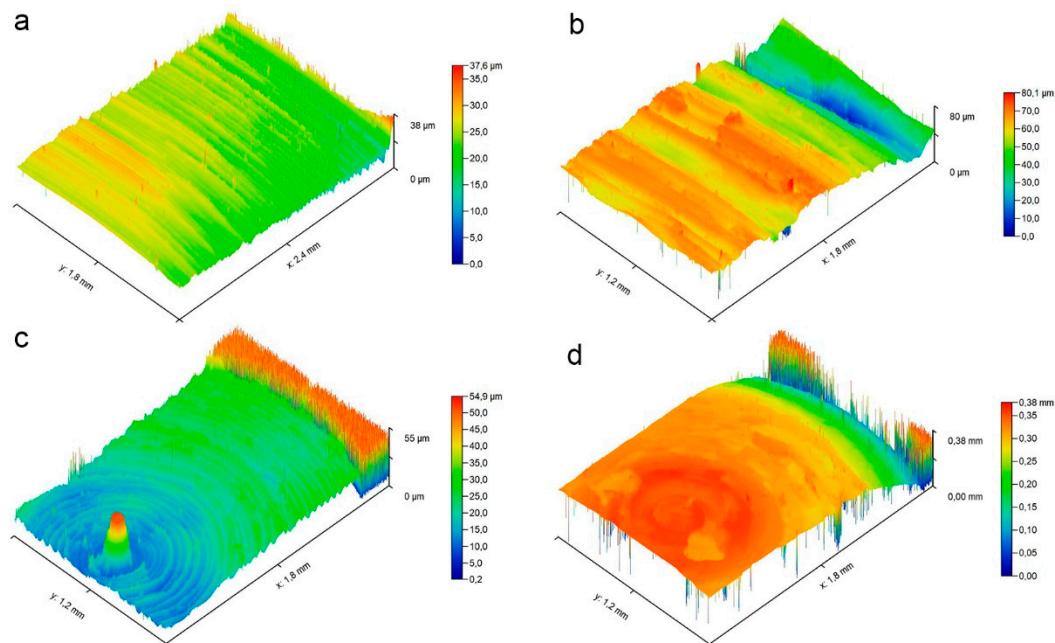 a
37,6 µm
35,0
30,0
25,0
20,0
15,0
10,0
5,0
0,0
38 µm
0 µm
y: 1,8 mm
x: 2,4 mm
b
80,1 µm
70,0
60,0
50,0
40,0
30,0
20,0
10,0
0,0
80 µm
0 µm
y: 1,2 mm
x: 1,8 mm
c
54,9 µm
50,0
45,0
40,0
35,0
30,0
25,0
20,0
15,0
10,0
5,0
0,2
55 µm
0 µm
y: 1,2 mm
x: 1,8 mm
d
0,38 mm
0,35
0,30
0,25
0,20
0,15
0,10
0,05
0,00
0,38 mm
0,00 mm
y: 1,2 mm
x: 1,8 mm